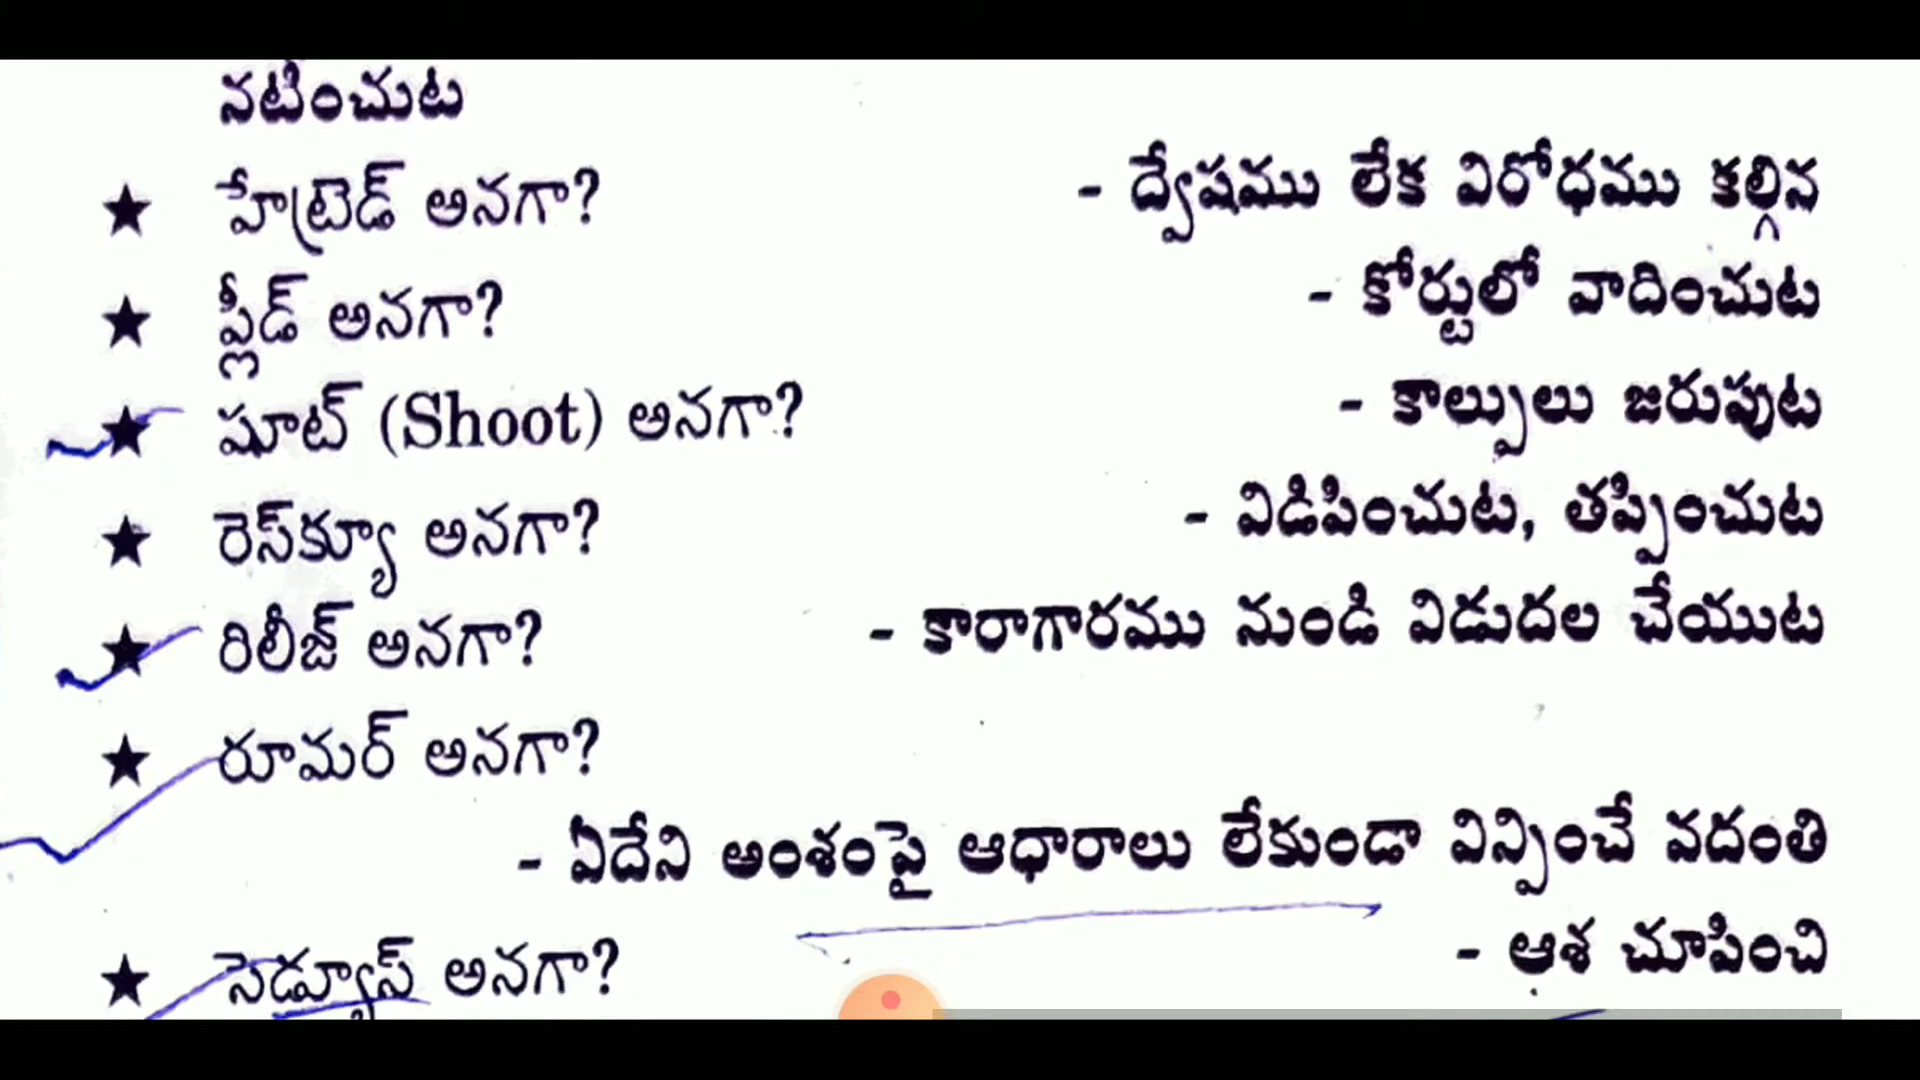 నటించుట
★ హేట్రెడ్ అనగా? - ద్వేషము లేక విరోధము కల్గిన
★ ప్లీడ్ అనగా? - కోర్టులో వాదించుట
★ షూట్ (Shoot) అనగా? - కాల్పులు జరుపుట
★ రెస్‌క్యూ అనగా? - విడిపించుట, తప్పించుట
★ రిలీజ్ అనగా? - కారాగారము నుండి విడుదల చేయుట
★ రూమర్ అనగా?
- ఏదేని అంశంపై ఆధారాలు లేకుండా విన్పించే వదంతి
★ సెడ్యూస్ అనగా? - ఆశ చూపించి